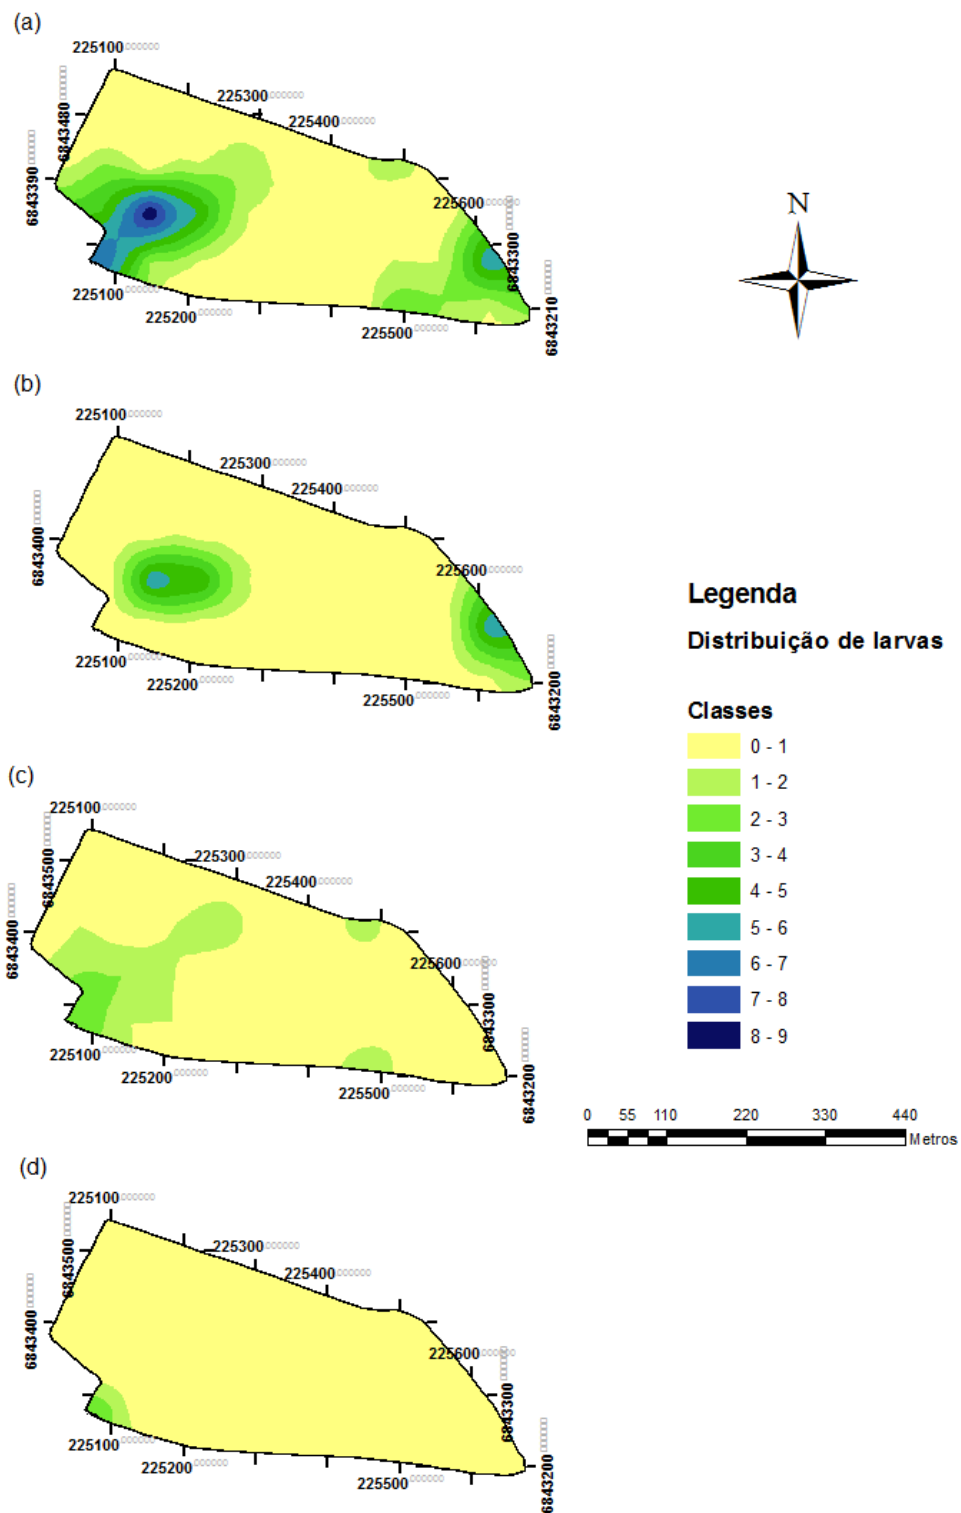 (a)
225100
225300
225400
6843480
6843390
225600
6843300
6843210
225100
225200
225500
N
(b)
225100
225300
225400
6843400
225600
6843200
225100
225200
225500
Legenda
Distribuição de larvas
Classes
0 - 1
1 - 2
2 - 3
3 - 4
4 - 5
5 - 6
6 - 7
7 - 8
8 - 9
(c)
225100
225300
225400
6843500
6843400
225600
6843300
6843200
225100
225200
225500
0 55 110 220 330 440
Metros
(d)
225100
225300
225400
6843500
6843400
225600
6843300
6843200
225100
225200
225500